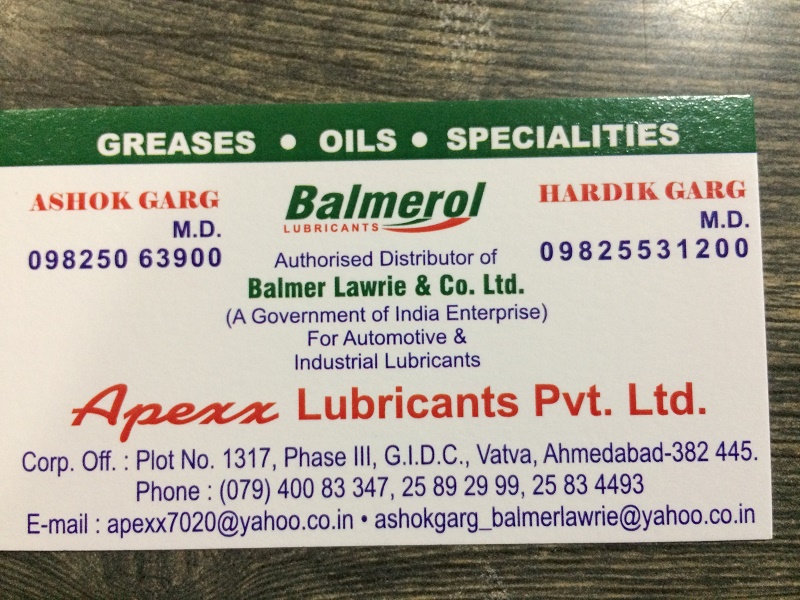 GREASES • OILS • SPECIALITIES
ASHOK GARG
M.D.
098250 63900
Balmerol
LUBRICANTS
HARDIK GARG
M.D.
09825531200
Authorised Distributor of
Balmer Lawrie & Co. Ltd.
(A Government of India Enterprise)
For Automotive &
Industrial Lubricants
Apexx Lubricants Pvt. Ltd.
Corp. Off. : Plot No. 1317, Phase III, G.I.D.C., Vatva, Ahmedabad-382 445.
Phone : (079) 400 83 347, 25 89 29 99, 25 83 4493
E-mail : apexx7020@yahoo.co.in • ashokgarg_balmerlawrie@yahoo.co.in